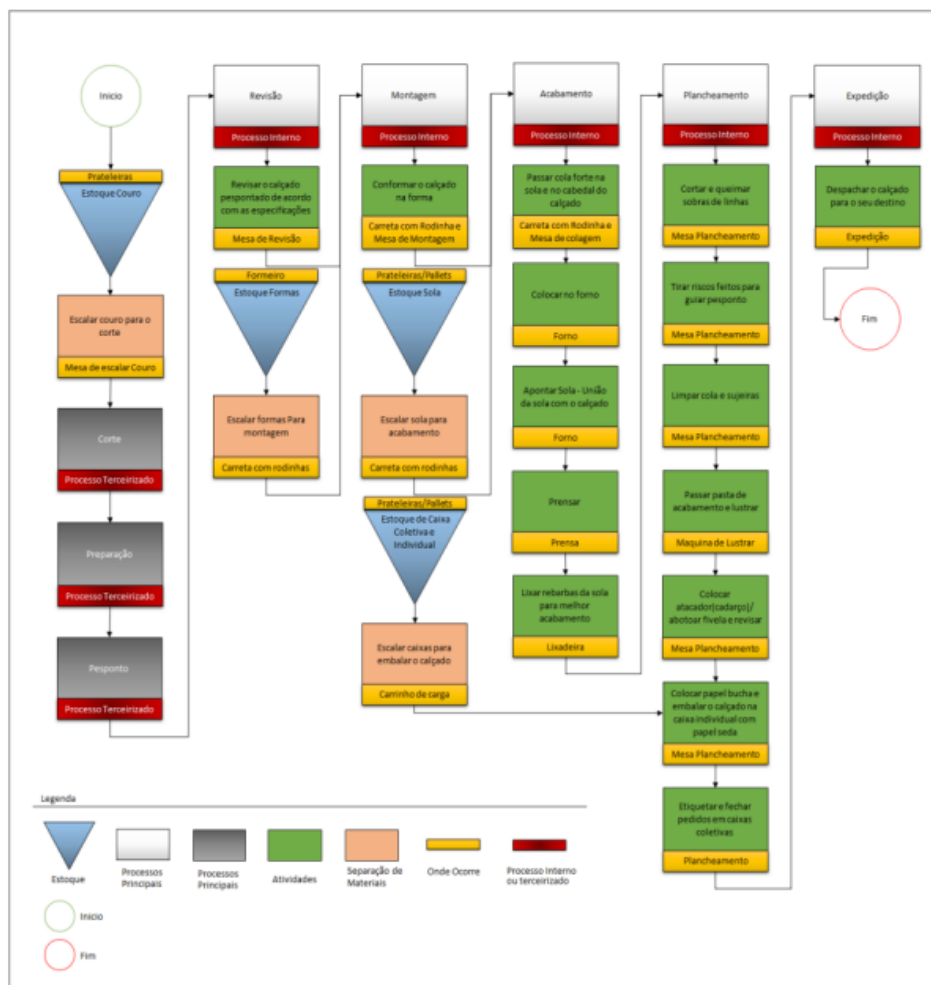 Inicio
Prateleiras
Estoque Couro
Escalar couro para o
corte
Mesa de escalar Couro
Corte
Processo Terceirizado
Preparação
Processo Terceirizado
Pesponto
Processo Terceirizado
Revisão
Processo Interno
Revisar o calçado
pespontado de acordo
com as especificações
Mesa de Revisão
Formeiro
Estoque Formas
Escalar formas Para
montagem
Carreta com rodinhas
Montagem
Processo Interno
Conformar o calçado
na forma
Carreta com Rodinha e
Mesa de Montagem
Prateleiras/Pallets
Estoque Sola
Escalar sola para
acabamento
Carreta com rodinhas
Prateleiras/Pallets
Estoque de Caixa
Coletiva e
Individual
Escalar caixas para
embalar o calçado
Carrinho de carga
Acabamento
Processo Interno
Passar cola forte na
sola e no cabedal do
calçado
Carreta com Rodinha e
Mesa de colagem
Colocar no forno
Forno
Apontar Sola - União
da sola com o calçado
Forno
Prensar
Prensa
Lixar rebarbas da sola
para melhor
acabamento
Lixadeira
Plancheamento
Processo Interno
Cortar e queimar
sobras de linhas
Mesa Plancheamento
Tirar riscos feitos para
guiar pesponto
Mesa Plancheamento
Limpar cola e sujeiras
Mesa Plancheamento
Passar pasta de
acabamento e lustrar
Maquina de Lustrar
Colocar
atacador(cadarço)/
abotoar fivela e revisar
Mesa Plancheamento
Colocar papel bucha e
embalar o calçado na
caixa individual com
papel seda
Mesa Plancheamento
Etiquetar e fechar
pedidos em caixas
coletivas
Plancheamento
Expedição
Processo Interno
Despachar o calçado
para o seu destino
Expedição
Fim
Legenda
Estoque
Processos
Principais
Processos
Principais
Atividades
Separação de
Materiais
Onde Ocorre
Processo Interno
ou terceirizado
Inicio
Fim